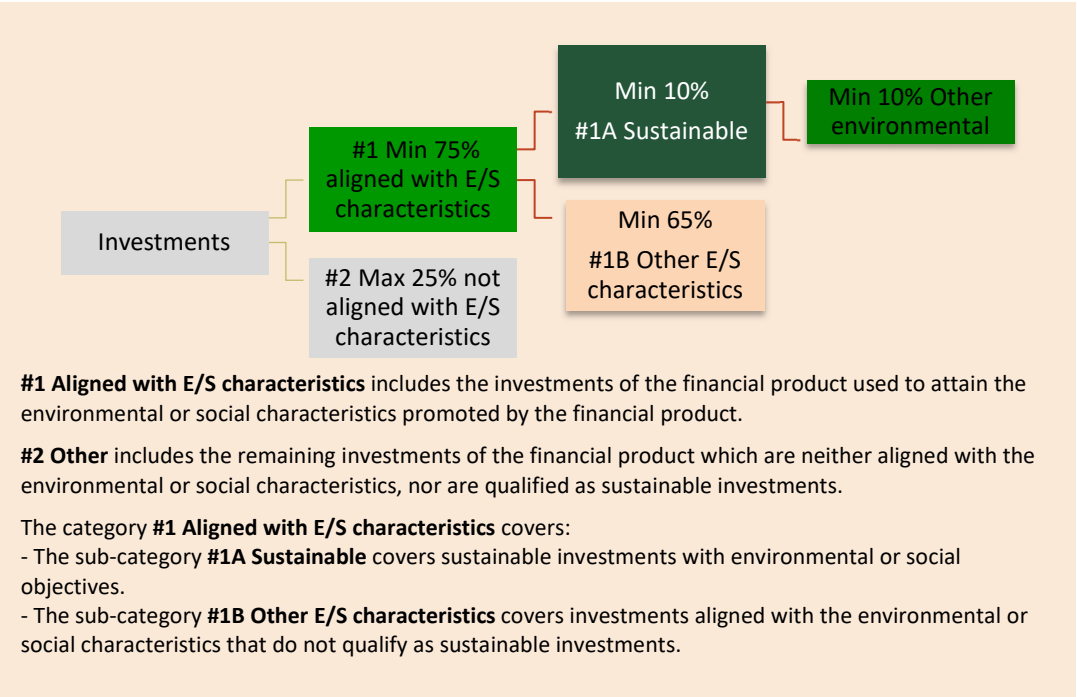 Investments
#1 Min 75%
aligned with E/S
characteristics
#2 Max 25% not
aligned with E/S
characteristics
Min 10%
#1A Sustainable
Min 65%
#1B Other E/S
characteristics
Min 10% Other
environmental
#1 Aligned with E/S characteristics includes the investments of the financial product used to attain the
environmental or social characteristics promoted by the financial product.
#2 Other includes the remaining investments of the financial product which are neither aligned with the
environmental or social characteristics, nor are qualified as sustainable investments.
The category #1 Aligned with E/S characteristics covers:
- The sub-category #1A Sustainable covers sustainable investments with environmental or social
objectives.
- The sub-category #1B Other E/S characteristics covers investments aligned with the environmental or
social characteristics that do not qualify as sustainable investments.